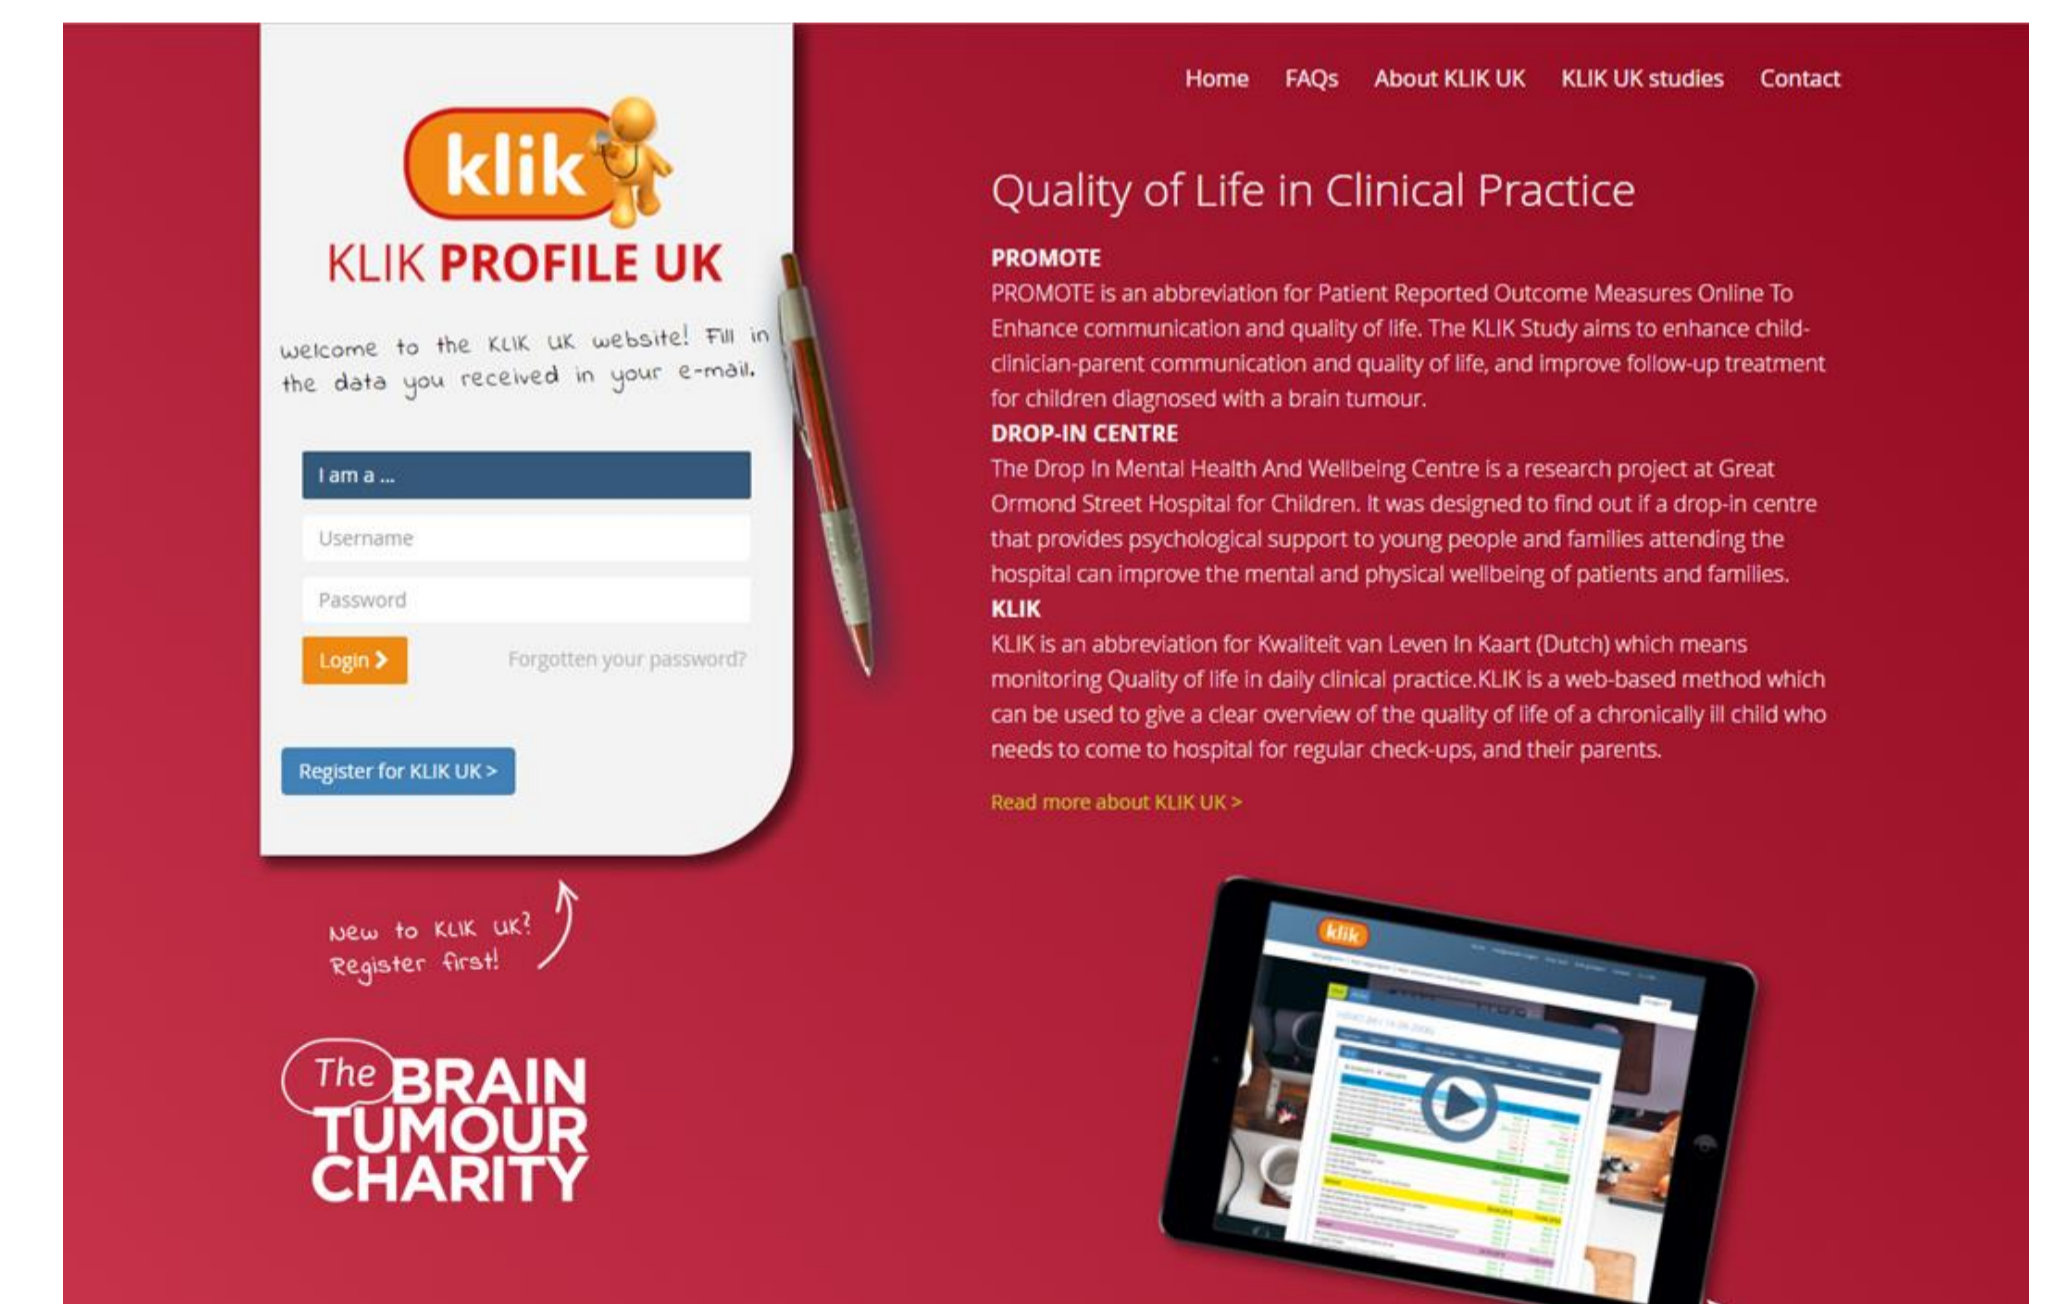 klik
KLIK PROFILE UK
Welcome to the KLIK UK website! Fill in
the data you received in your e-mail.
I am a ...
Username
Password
Login
Forgotten your password?
Register for KLIK UK >
New to KLIK UK?
Register first!
The BRAIN
TUMOUR
CHARITY
Home FAQs About KLIK UK KLIK UK studies Contact
Quality of Life in Clinical Practice
PROMOTE
PROMOTE is an abbreviation for Patient Reported Outcome Measures Online To
Enhance communication and quality of life. The KLIK Study aims to enhance child-
clinician-parent communication and quality of life, and improve follow-up treatment
for children diagnosed with a brain tumour.
DROP-IN CENTRE
The Drop In Mental Health And Wellbeing Centre is a research project at Great
Ormond Street Hospital for Children. It was designed to find out if a drop-in centre
that provides psychological support to young people and families attending the
hospital can improve the mental and physical wellbeing of patients and families.
KLIK
KLIK is an abbreviation for Kwaliteit van Leven In Kaart (Dutch) which means
monitoring Quality of life in daily clinical practice.KLIK is a web-based method which
can be used to give a clear overview of the quality of life of a chronically ill child who
needs to come to hospital for regular check-ups, and their parents.
Read more about KLIK UK >
klik